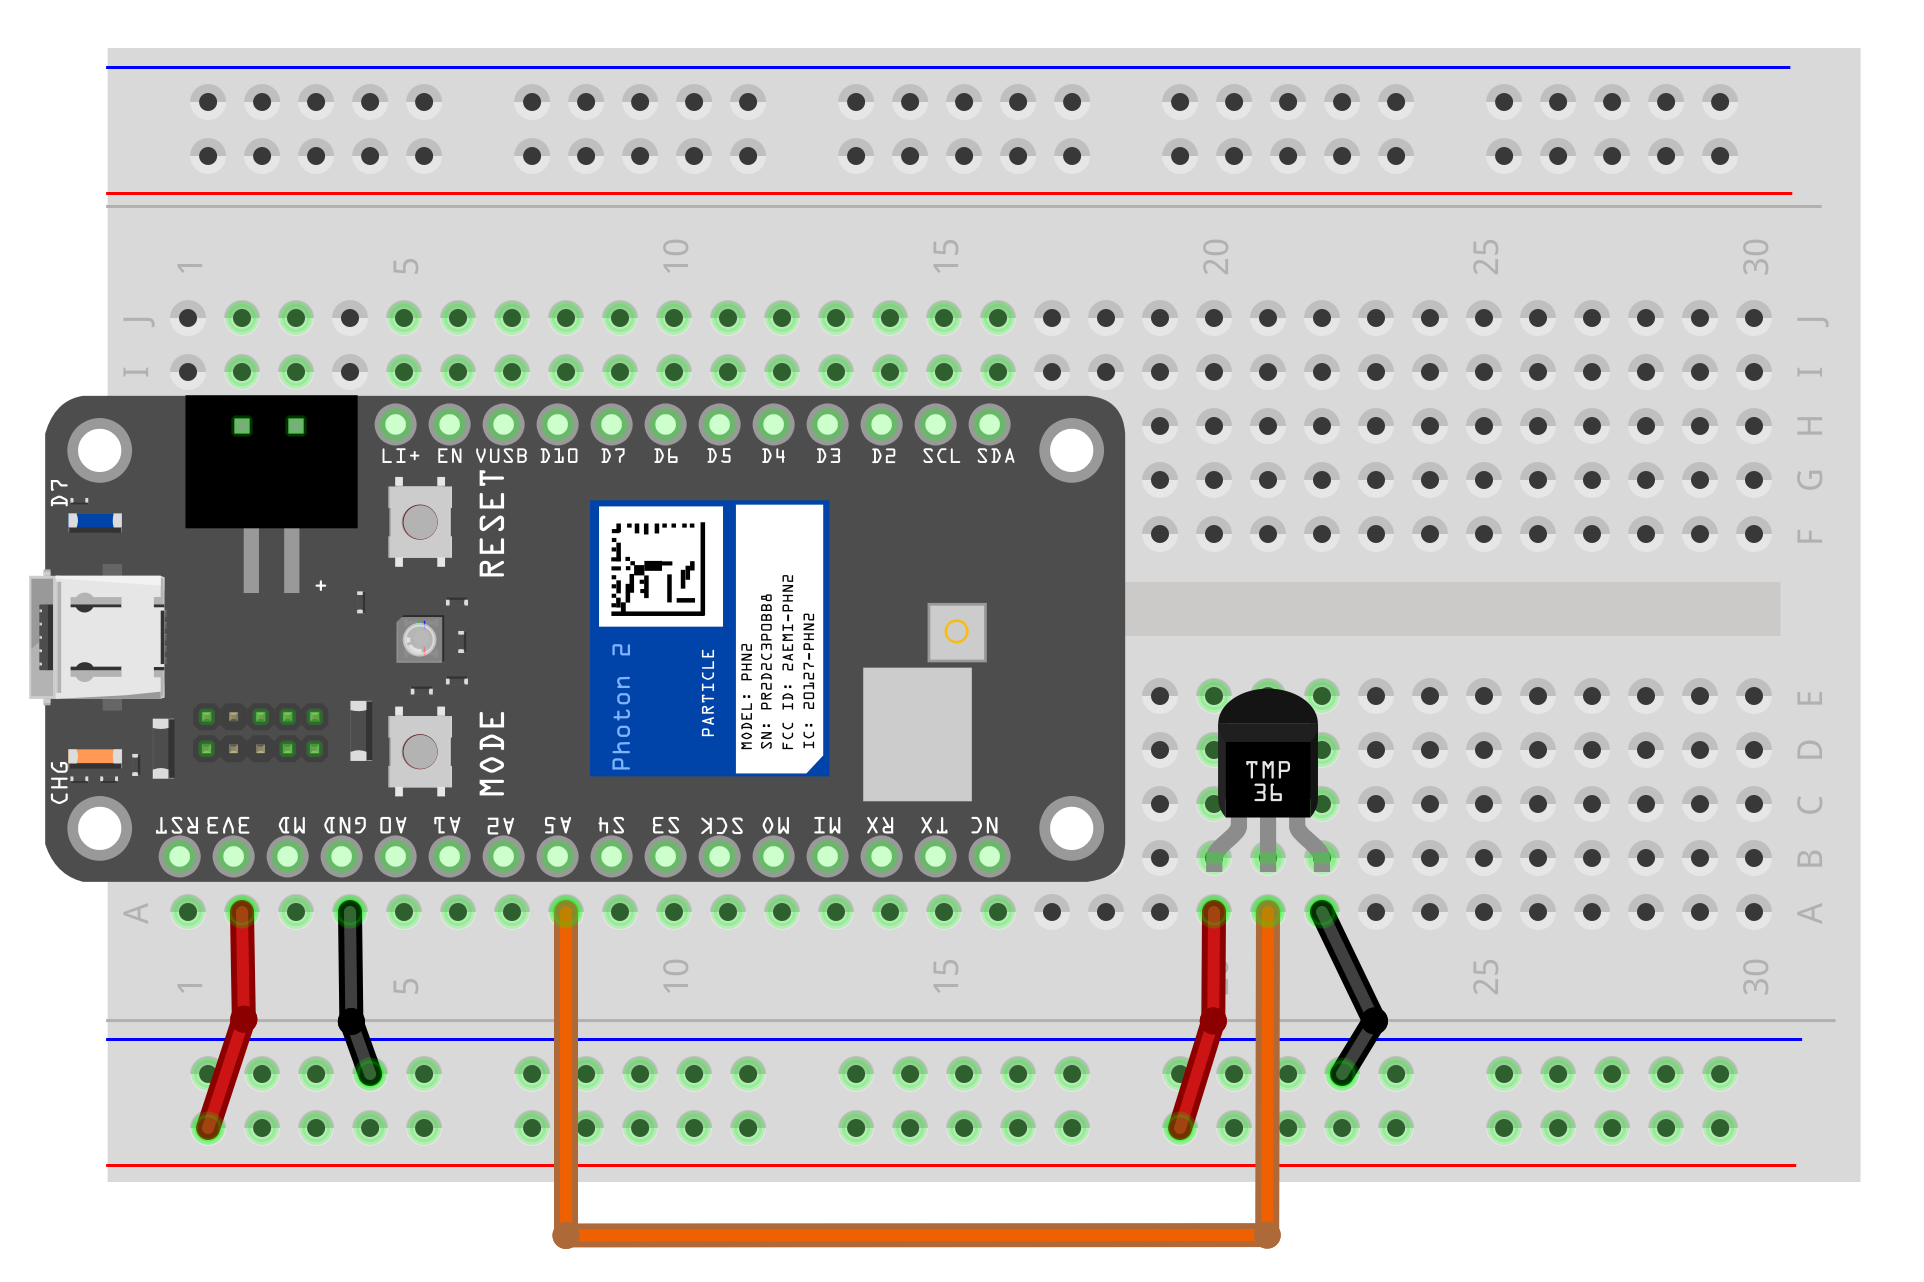 1 5 10 15 20 25 30
J J
I I
H
G
F
LI+ EN VUSB D10 D7 D6 D5 D4 D3 D2 SCL SDA
D7
RESET
+
Photon 2
PARTICLE
MODEL: PHN2
SN: PR2D2C3P0BB8
FCC ID: 2AEMI-PHN2
IC: 20127-PHN2
MODE
CHG
E
D
TMP
36
C
RST 3V3 MD GND A0 A1 A2 A5 S4 S3 SCK MO MI RX TX NC
B
A A
1 5 10 15 25 30